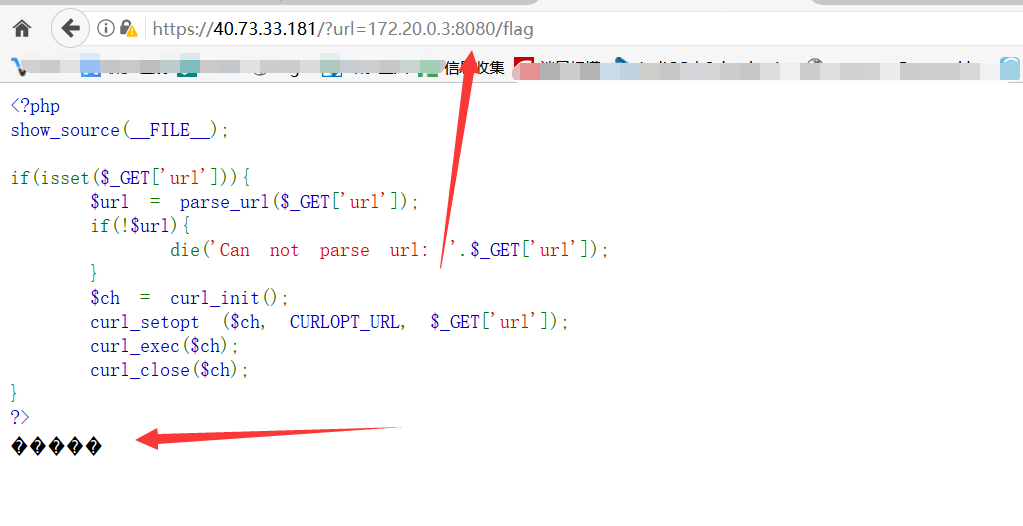 https://40.73.33.181/?url=172.20.0.3:8080/flag
信息收集
<?php
show_source(__FILE__);
if(isset($_GET['url'])){
$url = parse_url($_GET['url']);
if(!$url){
die('Can not parse url: '.$_GET['url']);
}
$ch = curl_init();
curl_setopt ($ch, CURLOPT_URL, $_GET['url']);
curl_exec($ch);
curl_close($ch);
}
?>
�����